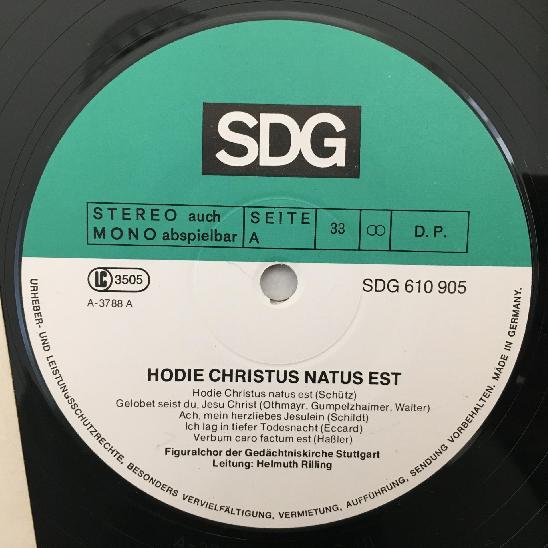 SDG
STEREO auch
MONO abspielbar
SEITE
A
33
∞
D. P.
LC 3505
A-3788 A
SDG 610 905
HODIE CHRISTUS NATUS EST
Hodie Christus natus est (Schütz)
Gelobet seist du, Jesu Christ (Othmayr, Gumpelzhaimer, Walter)
Ach, mein herzliebes Jesulein (Schildt)
Ich lag in tiefer Todesnacht (Eccard)
Verbum caro factum est (Haßler)
Figuralchor der Gedächtniskirche Stuttgart
Leitung: Helmuth Rilling
URHEBER- UND LEISTUNGSSCHUTZRECHTE, BESONDERS VERVIELFÄLTIGUNG, VERMIETUNG, AUFFÜHRUNG, SENDUNG VORBEHALTEN. MADE IN GERMANY.